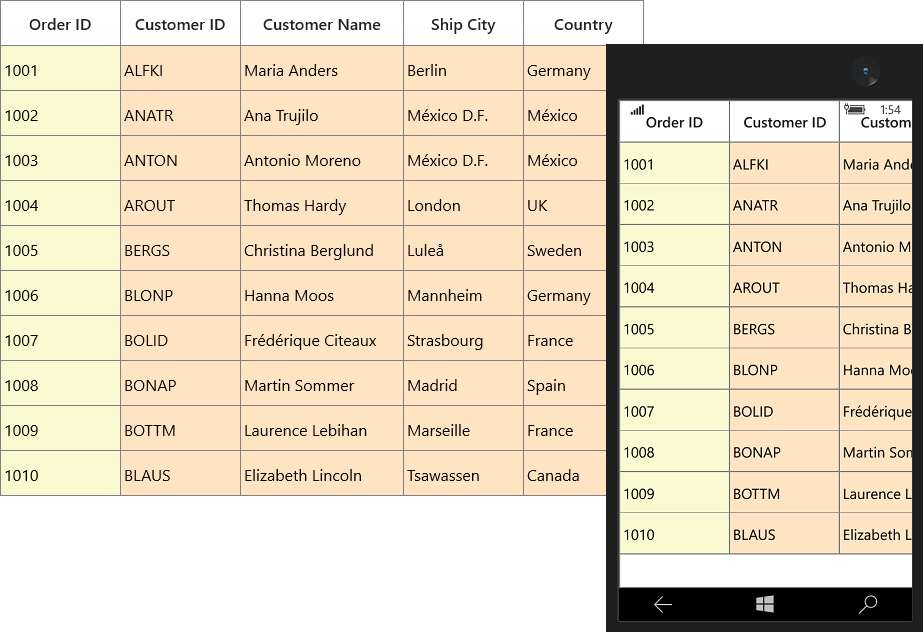 Order ID Customer ID Customer Name Ship City Country
1001 ALFKI Maria Anders Berlin Germany
1002 ANATR Ana Trujilo México D.F. México
1003 ANTON Antonio Moreno México D.F. México
1004 AROUT Thomas Hardy London UK
1005 BERGS Christina Berglund Luleå Sweden
1006 BLONP Hanna Moos Mannheim Germany
1007 BOLID Frédérique Citeaux Strasbourg France
1008 BONAP Martin Sommer Madrid Spain
1009 BOTTM Laurence Lebihan Marseille France
1010 BLAUS Elizabeth Lincoln Tsawassen Canada
1:54
Order ID Customer ID Custom
1001 ALFKI Maria Ande
1002 ANATR Ana Trujilo
1003 ANTON Antonio M
1004 AROUT Thomas Ha
1005 BERGS Christina B
1006 BLONP Hanna Moo
1007 BOLID Frédérique
1008 BONAP Martin Som
1009 BOTTM Laurence L
1010 BLAUS Elizabeth L